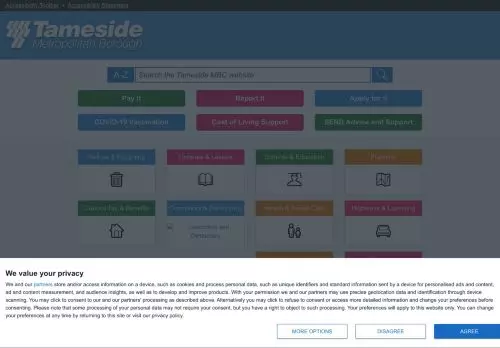 Accessibility Toolbar • Accessibility Statement
Tameside
Metropolitan Borough
A-Z Search the Tameside MBC website
Pay It Report It Apply for It
COVID-19 Vaccination Cost of Living Support SEND Advice and Support
Refuse & Recycling Libraries & Leisure Schools & Education Planning
Council Tax & Benefits Health & Social Care Highways & Licensing
Democracy
We value your privacy
We and our partners store and/or access information on a device, such as cookies and process personal data, such as unique identifiers and standard information sent by a device for personalised ads and content,
ad and content measurement, and audience insights, as well as to develop and improve products. With your permission we and our partners may use precise geolocation data and identification through device
scanning. You may click to consent to our and our partners' processing as described above. Alternatively you may click to refuse to consent or access more detailed information and change your preferences before
consenting. Please note that some processing of your personal data may not require your consent, but you have a right to object to such processing. Your preferences will apply to this website only. You can change
your preferences at any time by returning to this site or visit our privacy policy.
MORE OPTIONS DISAGREE AGREE